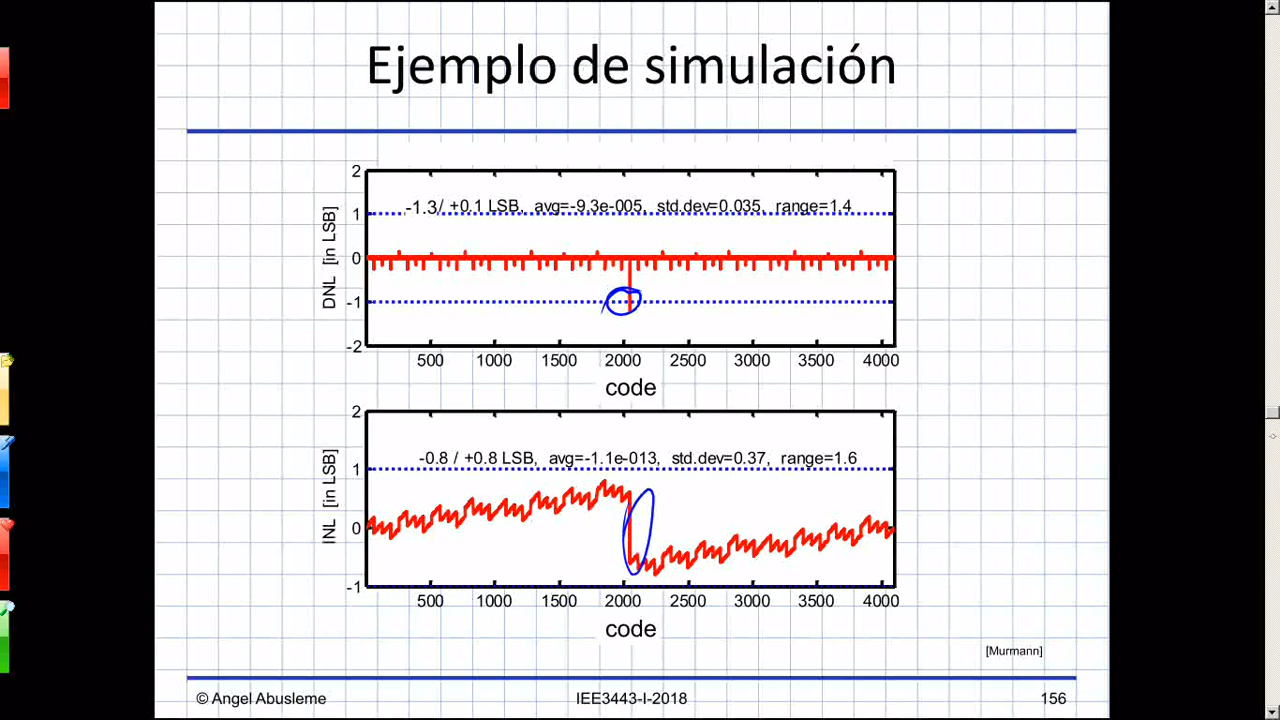 Ejemplo de simulación
2
-1.3/ +0.1 LSB, avg=-9.3e-005, std.dev=0.035, range=1.4
1
0
-1
-2
DNL [in LSB]
500 1000 1500 2000 2500 3000 3500 4000
code
2
-0.8 / +0.8 LSB, avg=-1.1e-013, std.dev=0.37, range=1.6
1
0
-1
INL [in LSB]
500 1000 1500 2000 2500 3000 3500 4000
code
[Murmann]
© Angel Abusleme IEE3443-I-2018 156